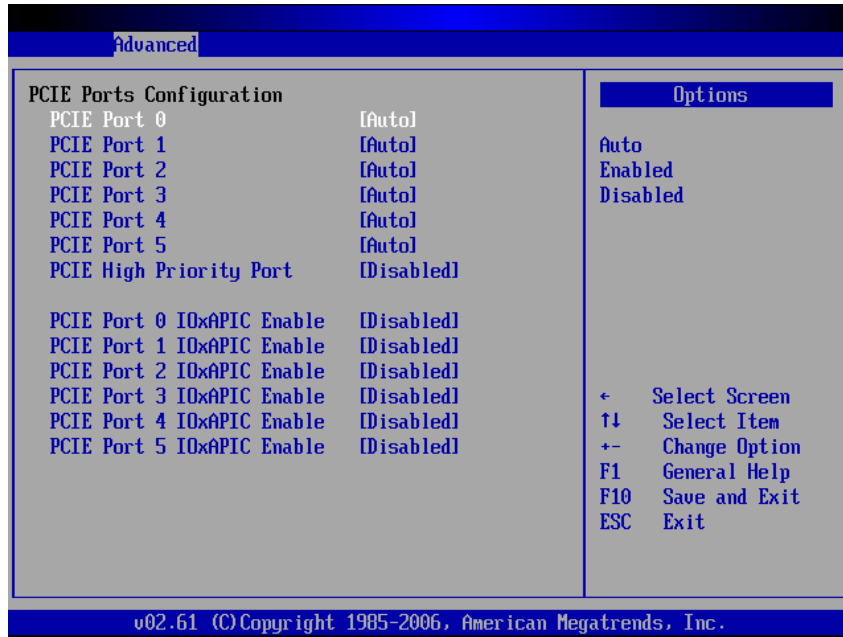 Advanced
PCIE Ports Configuration
PCIE Port 0 [Auto]
PCIE Port 1 [Auto]
PCIE Port 2 [Auto]
PCIE Port 3 [Auto]
PCIE Port 4 [Auto]
PCIE Port 5 [Auto]
PCIE High Priority Port [Disabled]
PCIE Port 0 IOxAPIC Enable [Disabled]
PCIE Port 1 IOxAPIC Enable [Disabled]
PCIE Port 2 IOxAPIC Enable [Disabled]
PCIE Port 3 IOxAPIC Enable [Disabled]
PCIE Port 4 IOxAPIC Enable [Disabled]
PCIE Port 5 IOxAPIC Enable [Disabled]
Options
Auto
Enabled
Disabled
← Select Screen
↑↓ Select Item
+- Change Option
F1 General Help
F10 Save and Exit
ESC Exit
v02.61 (C)Copyright 1985-2006, American Megatrends, Inc.